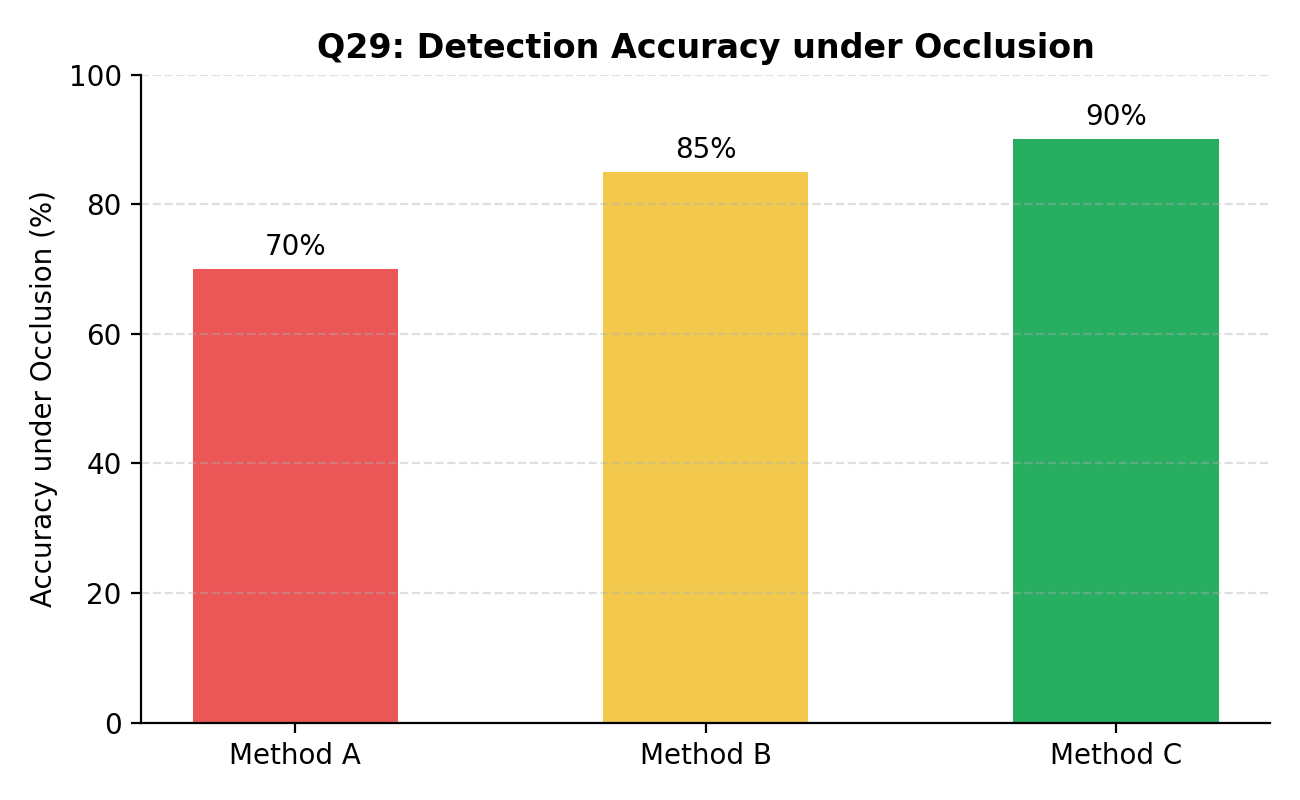 Q29: Detection Accuracy under Occlusion
Accuracy under Occlusion (%)
100
80
60
40
20
0
70%
85%
90%
Method A
Method B
Method C